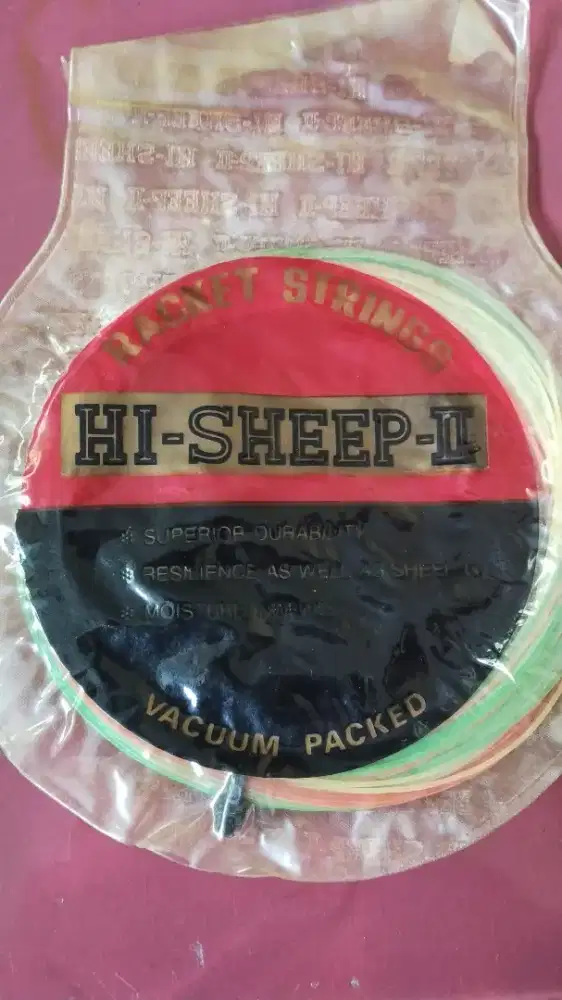 RACKET STRINGS
HI-SHEEP-II
* SUPERIOR DURABILITY
* RESILIENCE AS WELL AS SHEEP
* MOISTURE
VACUUM PACKED